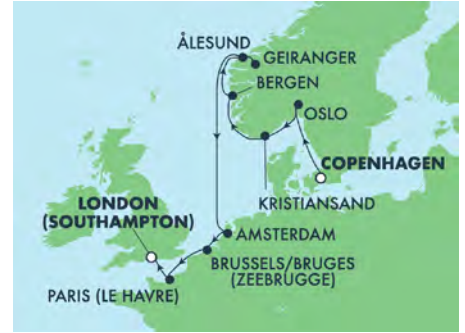 ÅLESUND
GEIRANGER
BERGEN
OSLO
COPENHAGEN
KRISTIANSAND
LONDON
(SOUTHAMPTON)
AMSTERDAM
BRUSSELS/BRUGES
(ZEEBRUGGE)
PARIS (LE HAVRE)